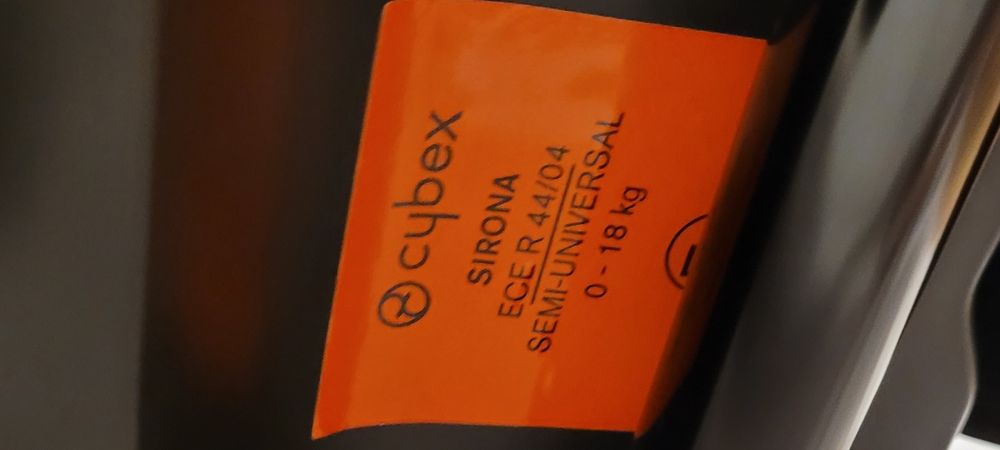 cybex
SIRONA
ECE R 44/04
SEMI-UNIVERSAL
0 - 18 kg